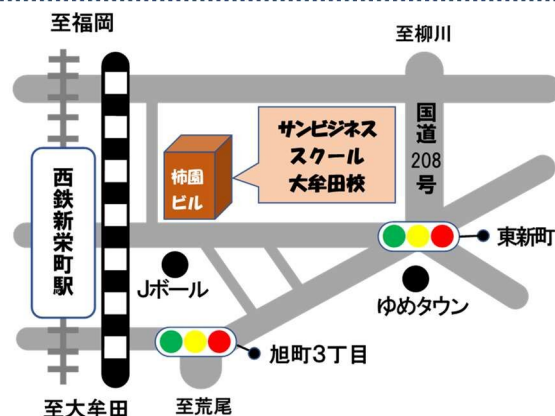 至福岡
至柳川
サンビジネス
スクール
大牟田校
国道
208
号
柿園
ビル
西鉄新栄町駅
東新町
Jボール
ゆめタウン
旭町3丁目
至大牟田
至荒尾